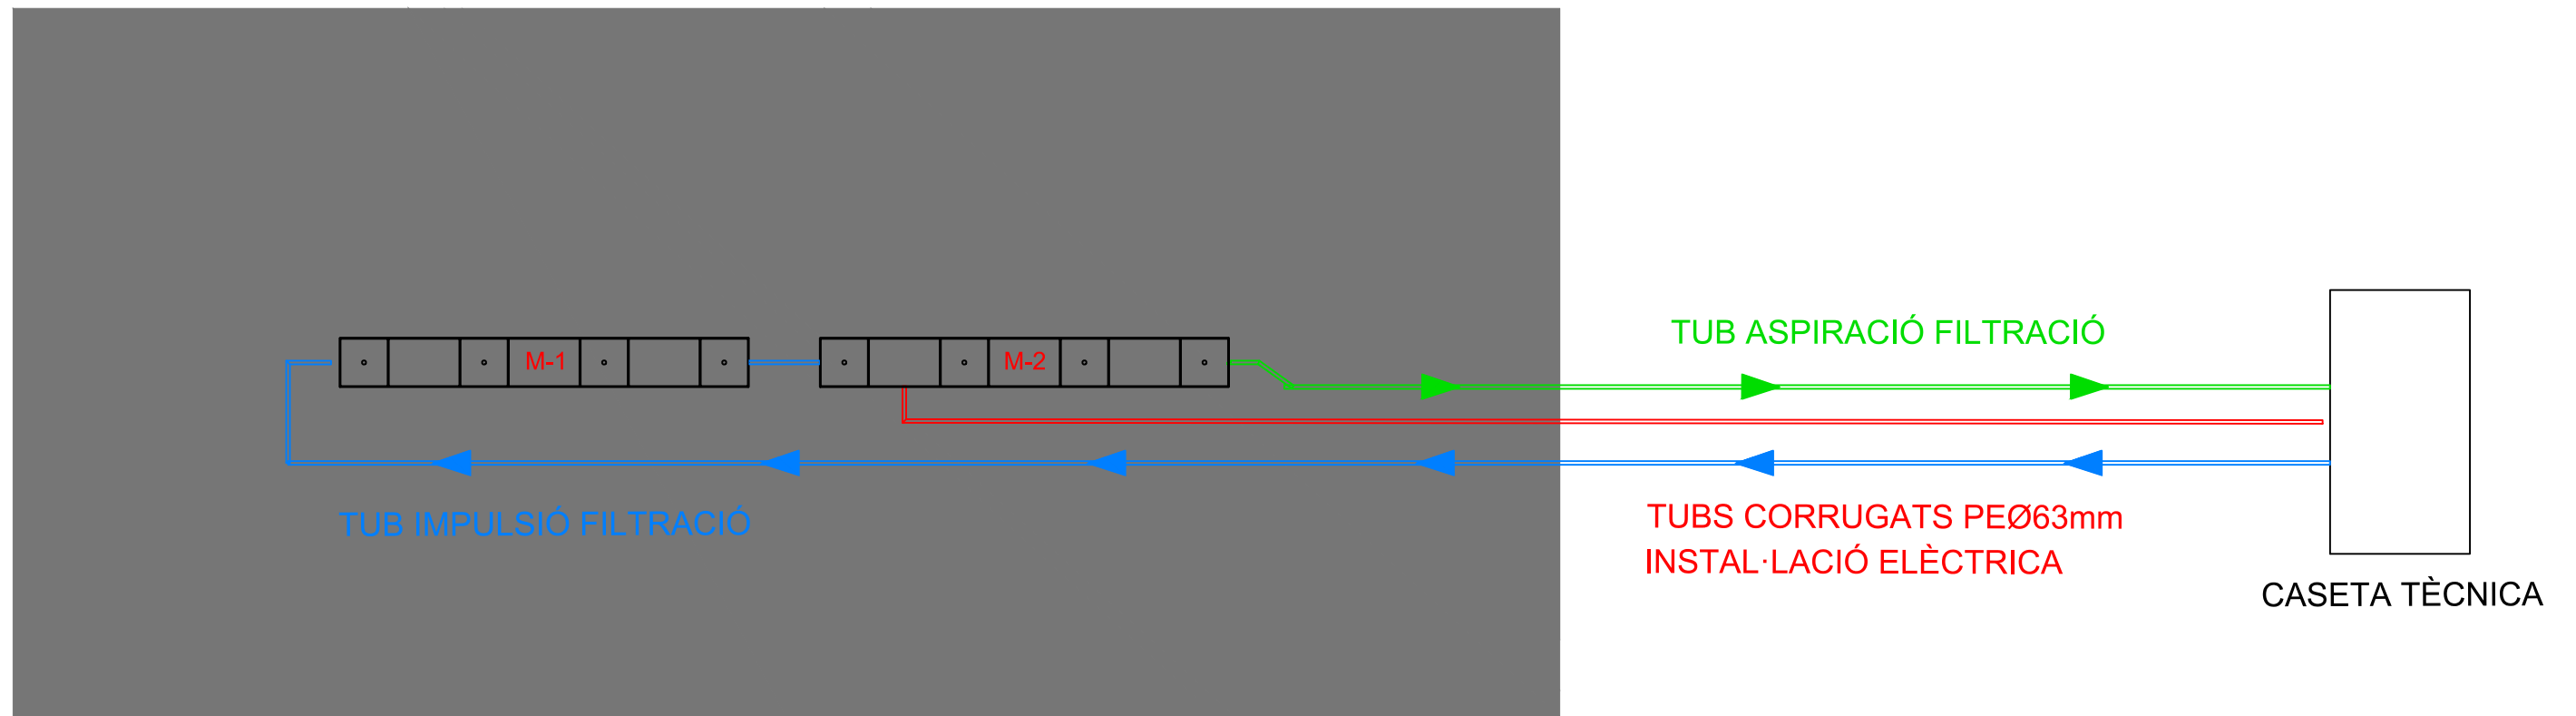 TUB ASPIRACIÓ FILTRACIÓ
M-1
M-2
TUB IMPULSIÓ FILTRACIÓ
TUBS CORRUGATS PEØ63mm
INSTAL·LACIÓ ELÈCTRICA
CASETA TÈCNICA